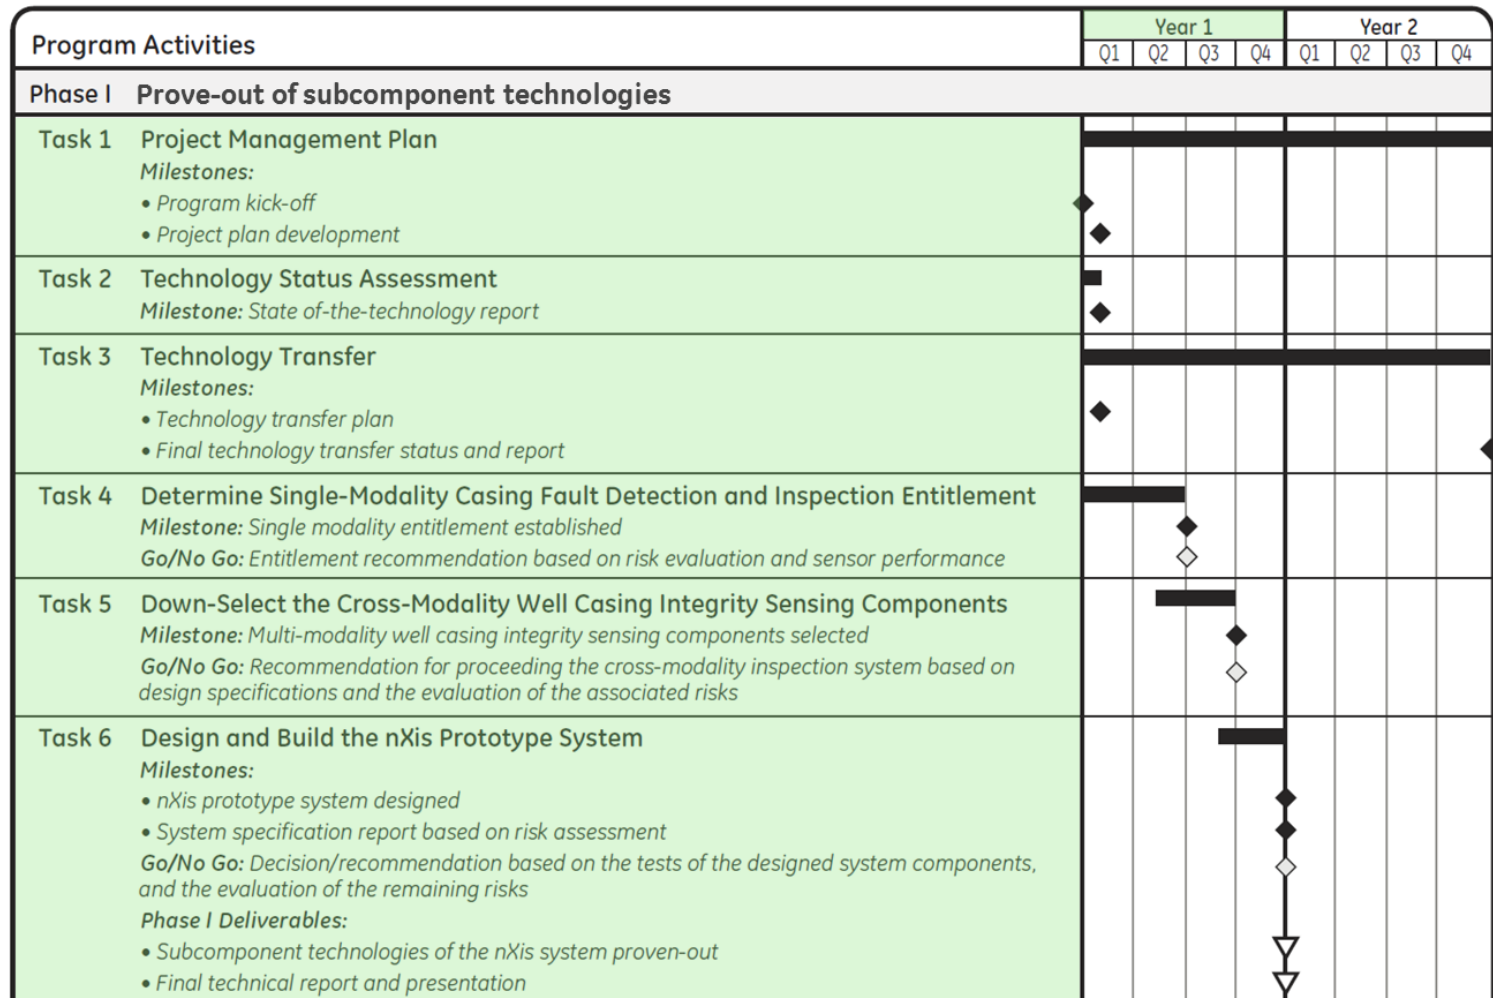 Program Activities
Year 1 Year 2
Q1 Q2 Q3 Q4 Q1 Q2 Q3 Q4
Phase I Prove-out of subcomponent technologies
Task 1 Project Management Plan
Milestones:
• Program kick-off
• Project plan development
Task 2 Technology Status Assessment
Milestone: State of-the-technology report
Task 3 Technology Transfer
Milestones:
• Technology transfer plan
• Final technology transfer status and report
Task 4 Determine Single-Modality Casing Fault Detection and Inspection Entitlement
Milestone: Single modality entitlement established
Go/No Go: Entitlement recommendation based on risk evaluation and sensor performance
Task 5 Down-Select the Cross-Modality Well Casing Integrity Sensing Components
Milestone: Multi-modality well casing integrity sensing components selected
Go/No Go: Recommendation for proceeding the cross-modality inspection system based on
design specifications and the evaluation of the associated risks
Task 6 Design and Build the nXis Prototype System
Milestones:
• nXis prototype system designed
• System specification report based on risk assessment
Go/No Go: Decision/recommendation based on the tests of the designed system components,
and the evaluation of the remaining risks
Phase I Deliverables:
• Subcomponent technologies of the nXis system proven-out
• Final technical report and presentation